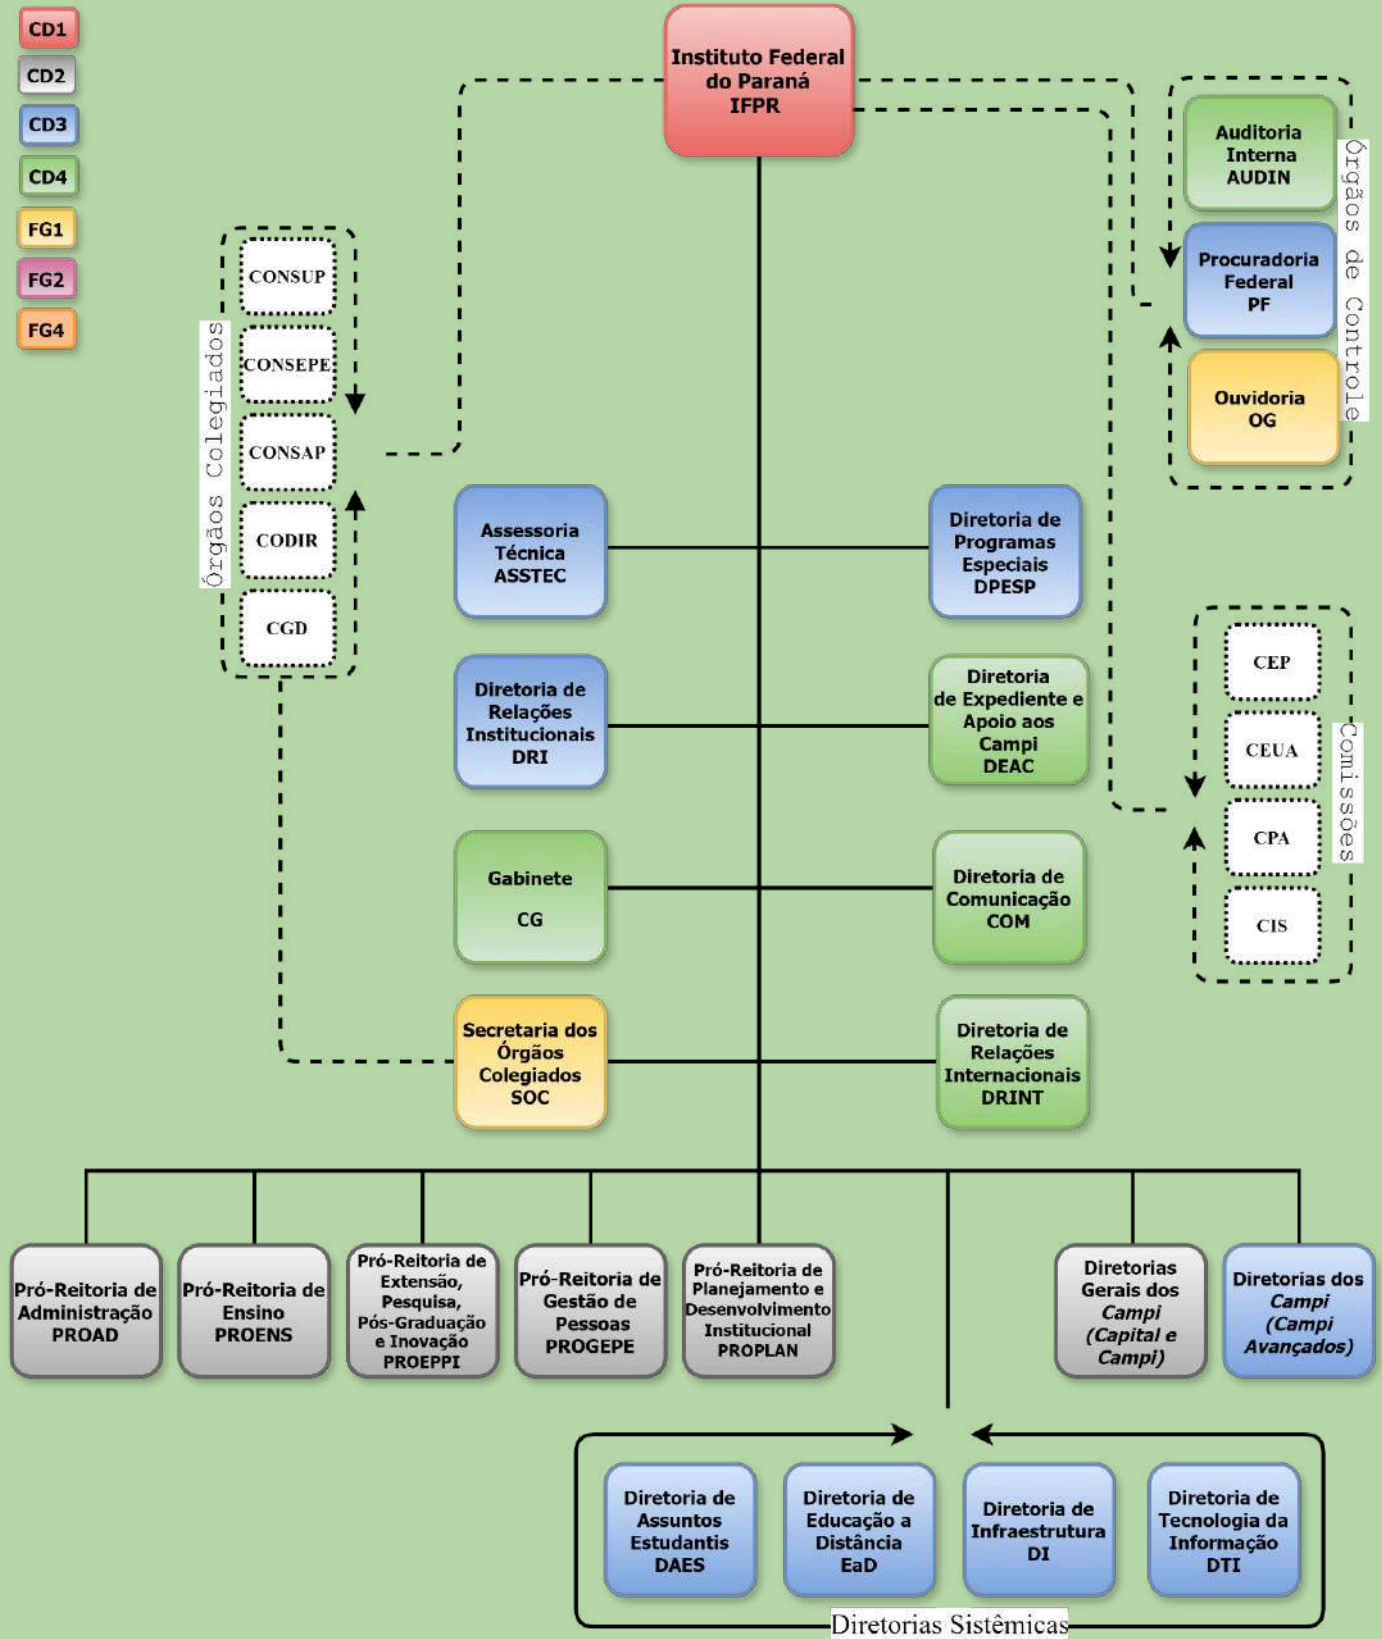 CD1
CD2
CD3
CD4
FG1
FG2
FG4
Instituto Federal
do Paraná
IFPR
Auditoria
Interna
AUDIN
Procuradoria
Federal
PF
Ouvidoria
OG
Órgãos de Controle
CONSUP
CONSEPE
CONSAP
CODIR
CGD
Órgãos Colegiados
Assessoria
Técnica
ASSTEC
Diretoria de
Programas
Especiais
DPESP
Diretoria de
Relações
Institucionais
DRI
Diretoria
de Expediente e
Apoio aos
Campi
DEAC
Gabinete
CG
Diretoria de
Comunicação
COM
Secretaria dos
Órgãos
Colegiados
SOC
Diretoria de
Relações
Internacionais
DRINT
CEP
CEUA
CPA
CIS
Comissões
Pró-Reitoria de
Administração
PROAD
Pró-Reitoria de
Ensino
PROENS
Pró-Reitoria de
Extensão,
Pesquisa,
Pós-Graduação
e Inovação
PROEPPI
Pró-Reitoria de
Gestão de
Pessoas
PROGEPE
Pró-Reitoria de
Planejamento e
Desenvolvimento
Institucional
PROPLAN
Diretorias
Gerais dos
Campi
(Capital e
Campi)
Diretorias dos
Campi
(Campi
Avançados)
Diretoria de
Assuntos
Estudantis
DAES
Diretoria de
Educação a
Distância
EaD
Diretoria de
Infraestrutura
DI
Diretoria de
Tecnologia da
Informação
DTI
Diretorias Sistêmicas